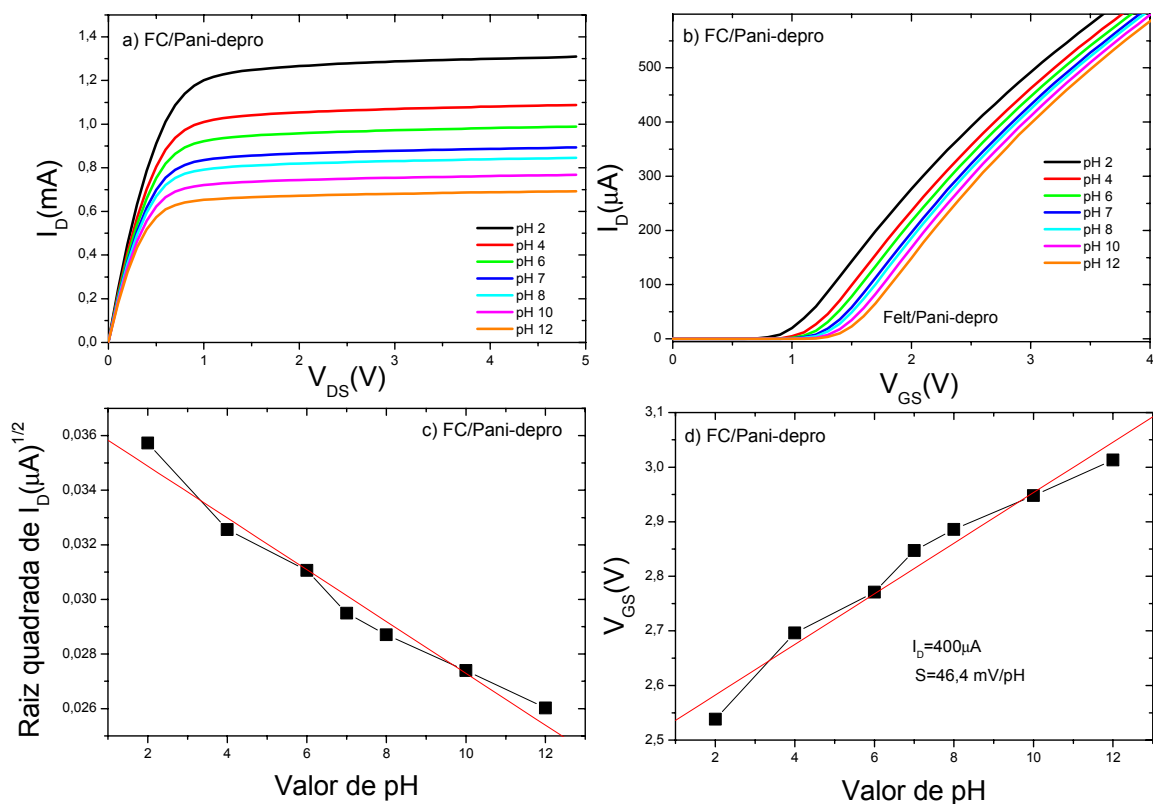 a) FC/Pani-depro
1,4
1,2
1,0
0,8
0,6
0,4
0,2
0,0
I_D(mA)
pH 2
pH 4
pH 6
pH 7
pH 8
pH 10
pH 12
0 1 2 3 4 5
V_DS(V)
b) FC/Pani-depro
500
400
300
200
100
0
I_D(μA)
pH 2
pH 4
pH 6
pH 7
pH 8
pH 10
pH 12
Felt/Pani-depro
0 1 2 3 4
V_GS(V)
c) FC/Pani-depro
0,036
0,034
0,032
0,030
0,028
0,026
Raiz quadrada de I_D(μA)^1/2
2 4 6 8 10 12
Valor de pH
d) FC/Pani-depro
3,1
3,0
2,9
2,8
2,7
2,6
2,5
V_GS(V)
I_D=400μA
S=46,4 mV/pH
2 4 6 8 10 12
Valor de pH